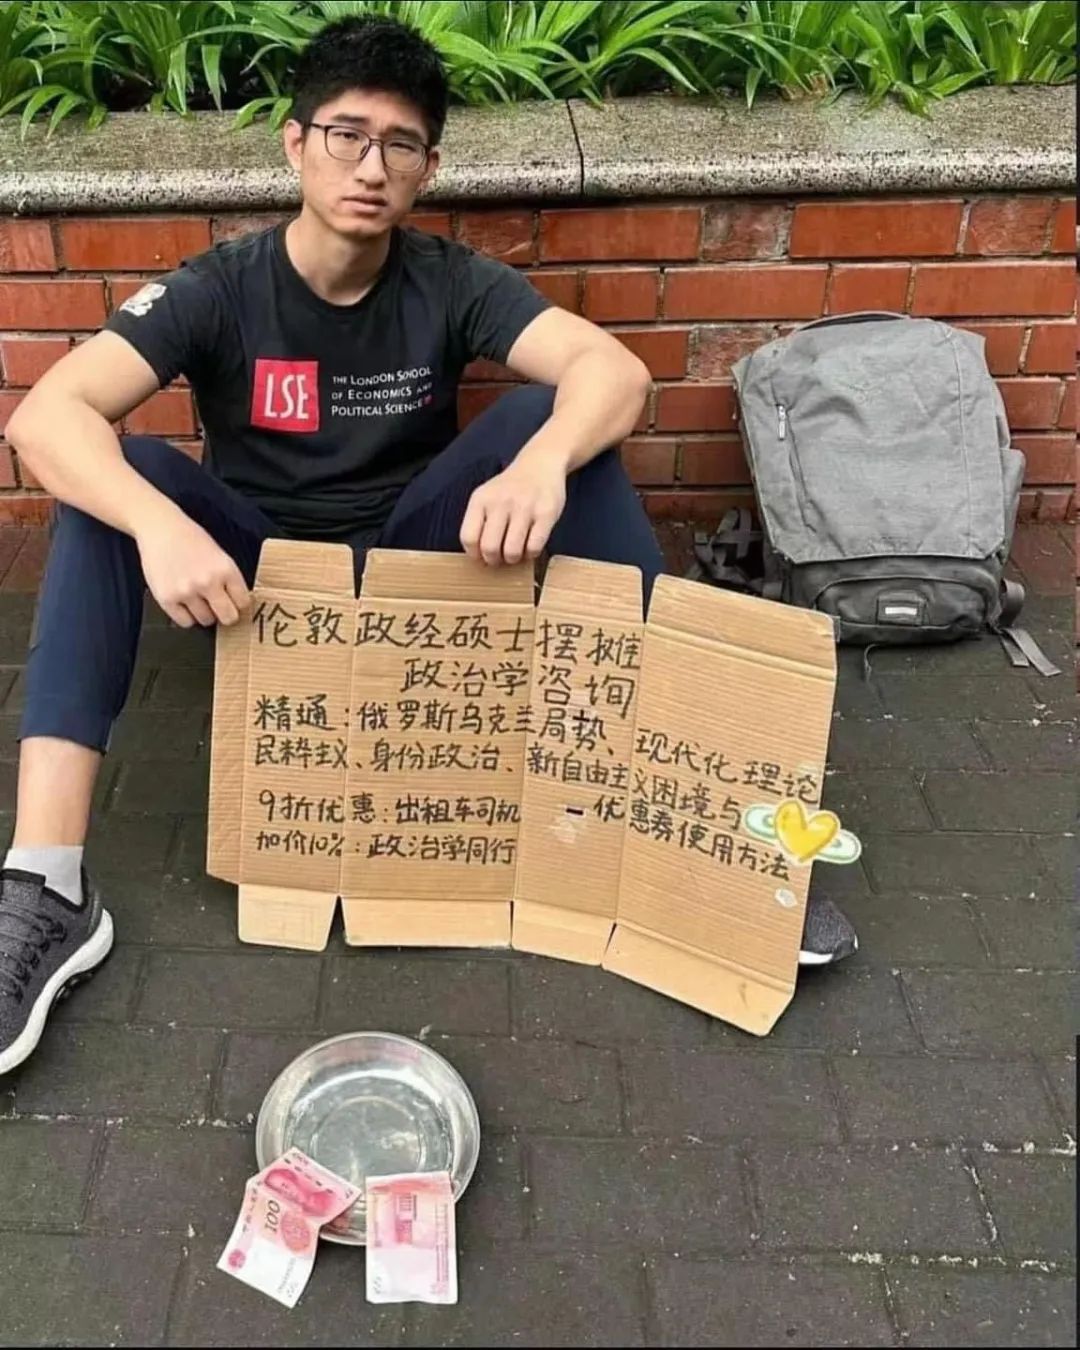 LSE
THE LONDON SCHOOL
OF ECONOMICS AND
POLITICAL SCIENCE
伦敦政经硕士摆摊
政治学咨询
精通:俄罗斯乌克兰局势、现代化理论
民粹主义、身份政治、新自由主义困境与
9折优惠:出租车司机 - 优惠券使用方法
加价10%:政治学同行
100